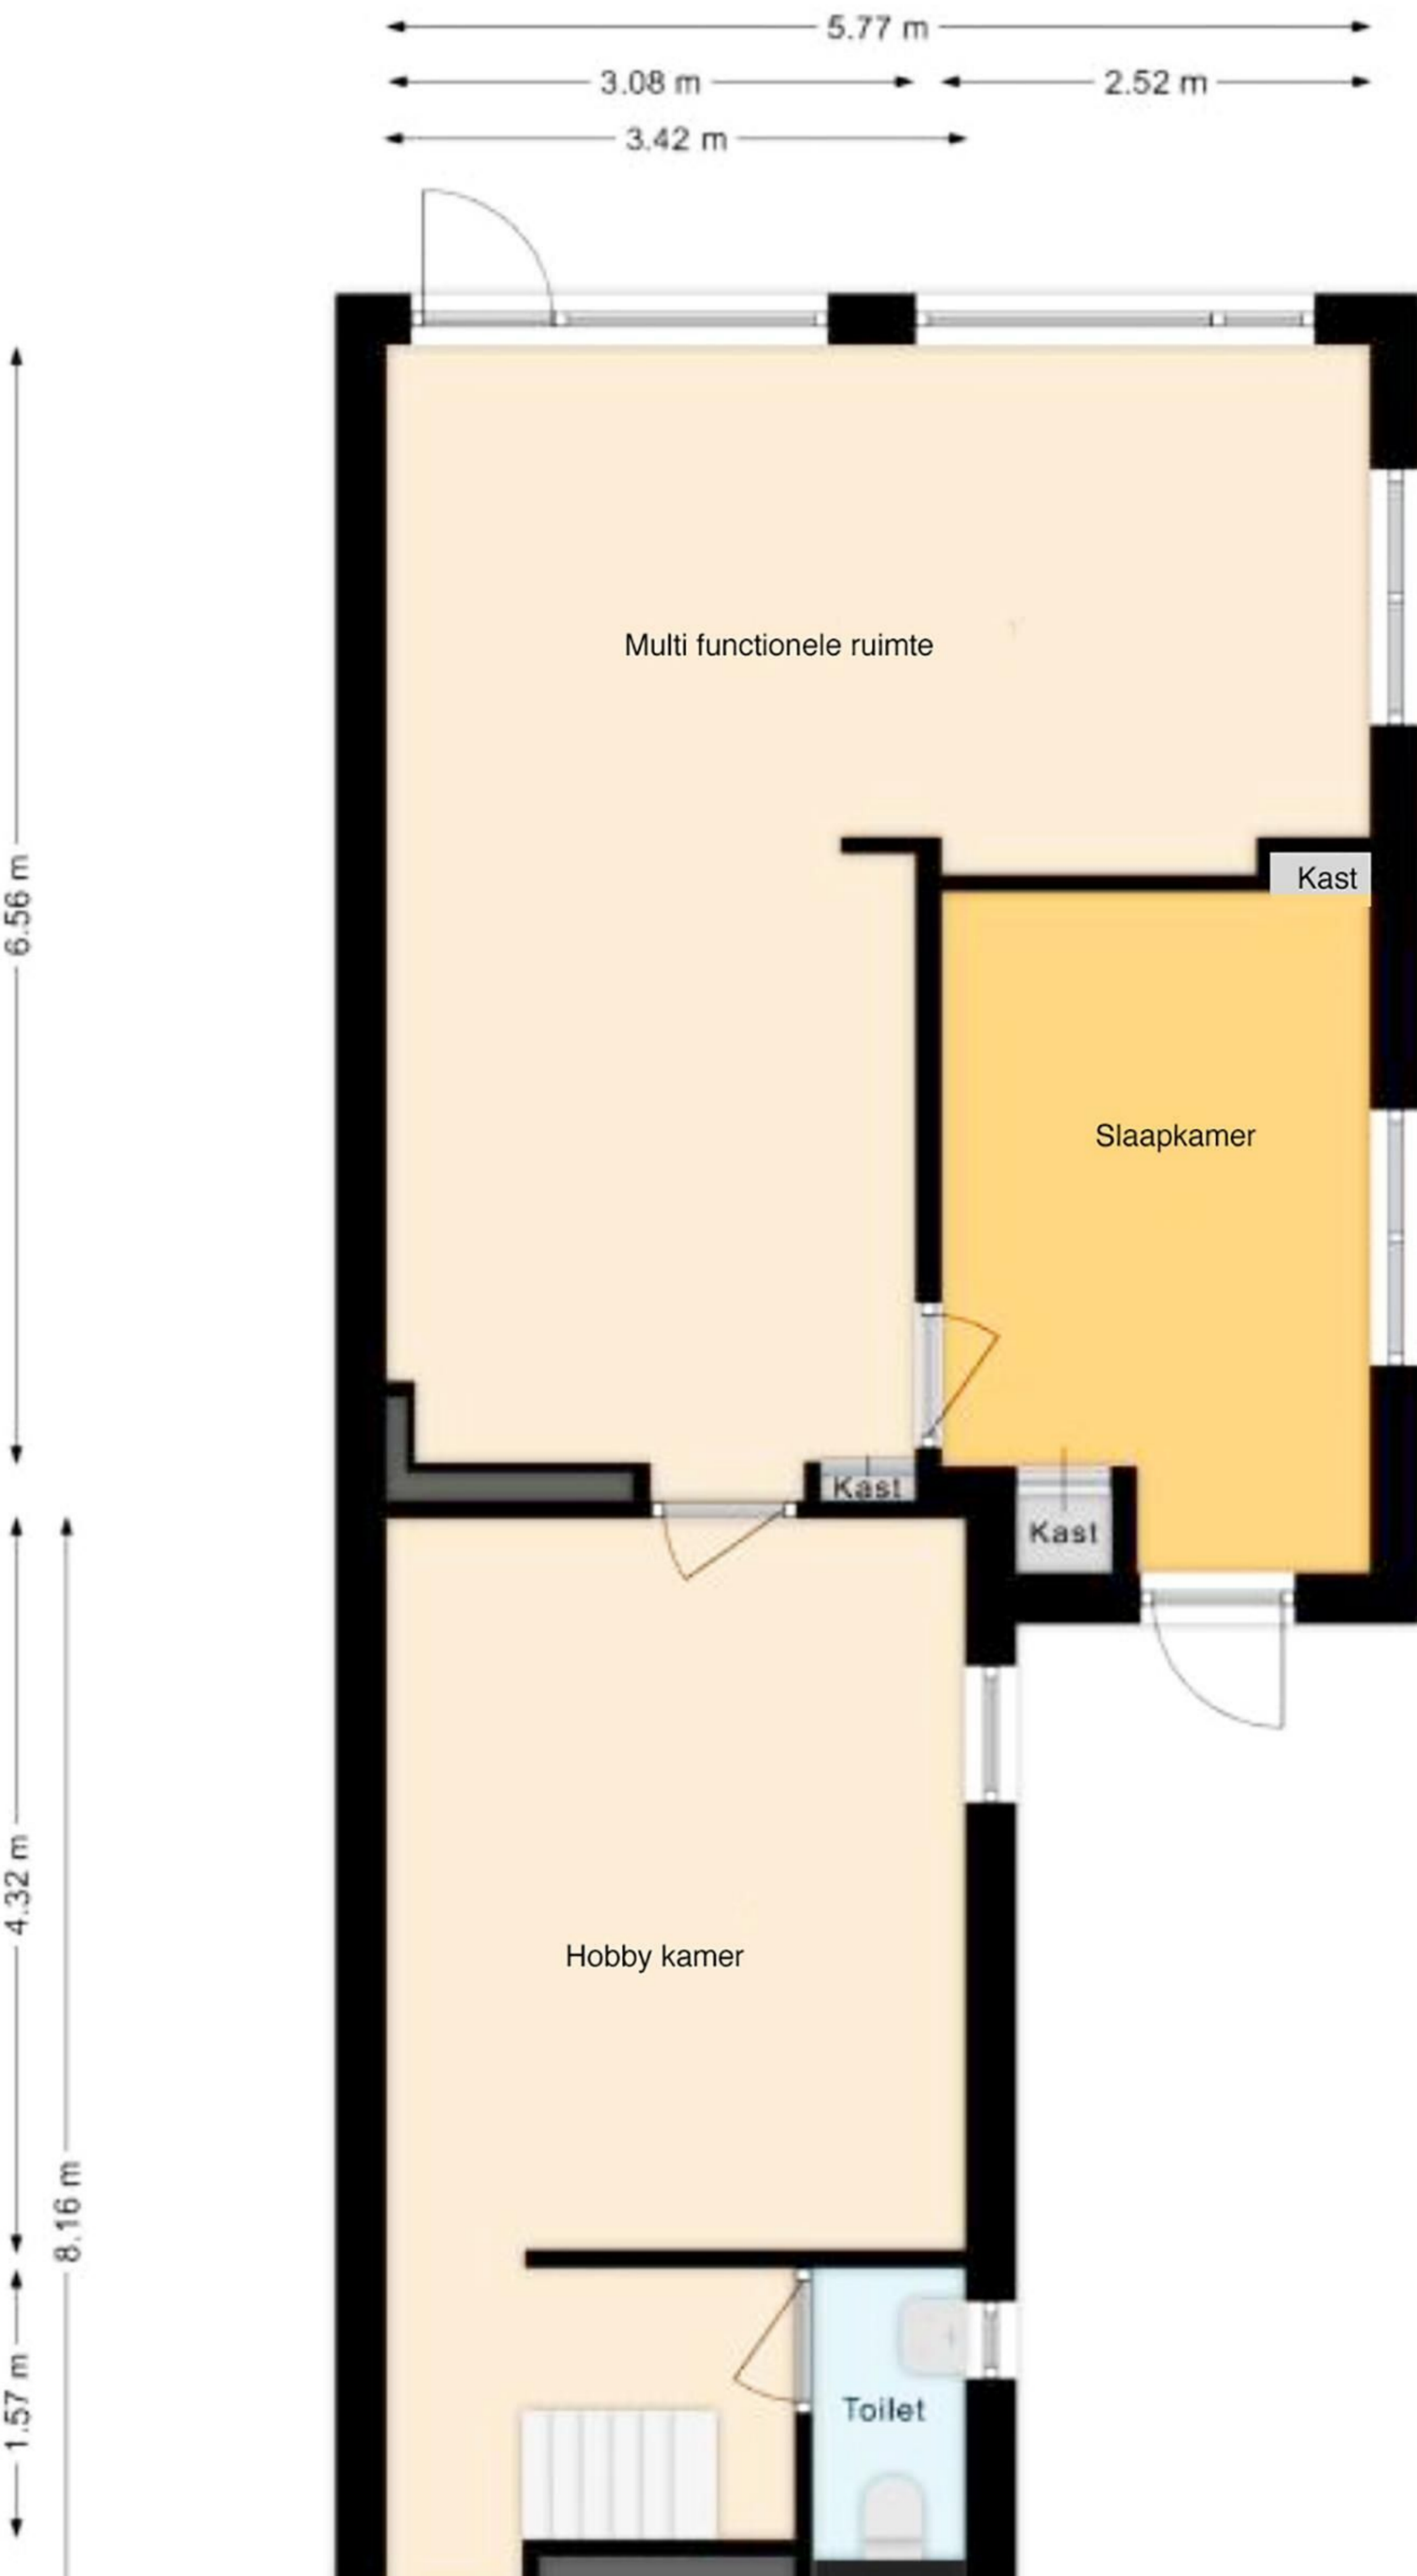 5.77 m
3.08 m
2.52 m
3.42 m
Multi functionele ruimte
6.56 m
Kast
Slaapkamer
Kast
Kast
4.32 m
8.16 m
Hobby kamer
1.57 m
Toilet